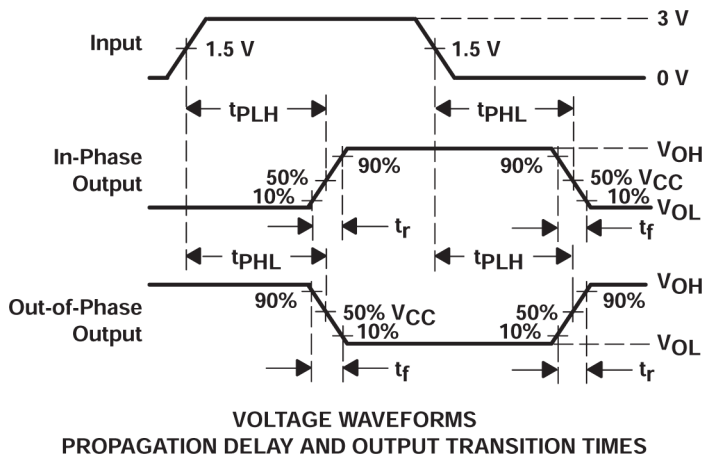 3 V
Input
1.5 V
1.5 V
0 V
tPLH
tPHL
In-Phase
Output
VOH
90%
90%
50%
50% VCC
10%
10%
VOL
tr
tf
tPHL
tPLH
Out-of-Phase
Output
VOH
90%
90%
50% VCC
50%
10%
10%
VOL
tf
tr
VOLTAGE WAVEFORMS
PROPAGATION DELAY AND OUTPUT TRANSITION TIMES